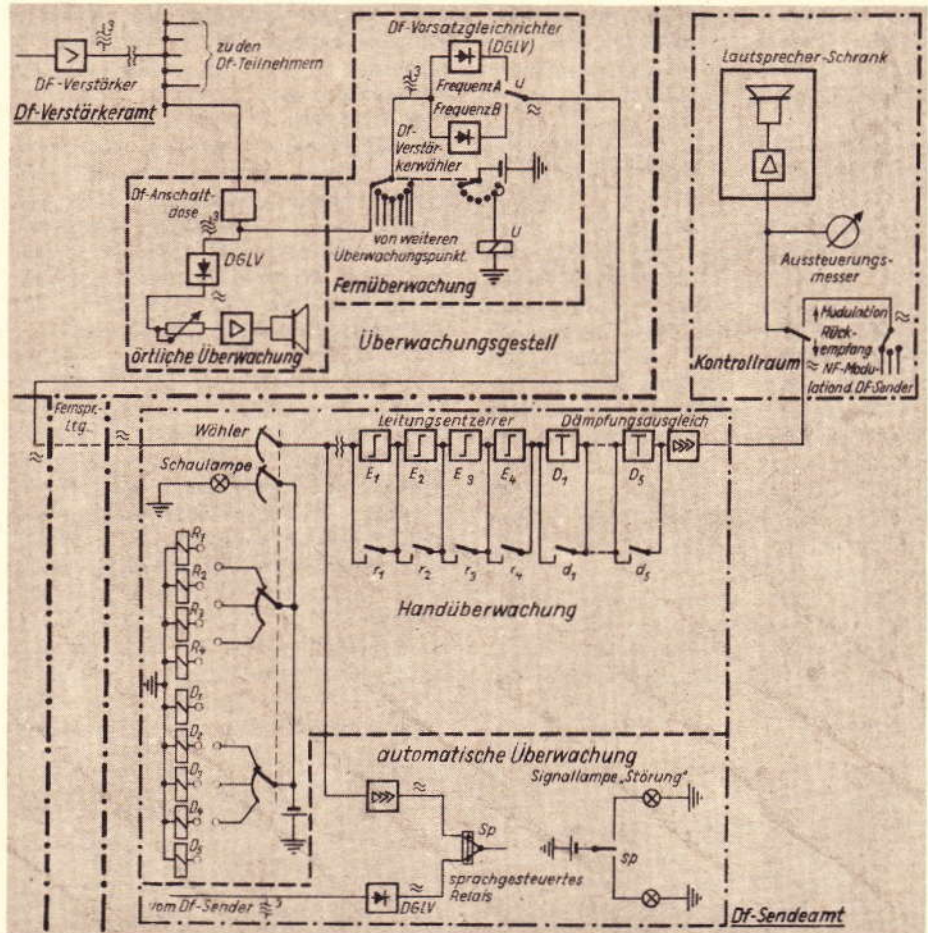 DF-Verstärker
Df-Verstärkeramt
zu den
Df-Teilnehmern
Df-Vorsatzgleichrichter
(DGLV)
Frequenz A
Frequenz B
u
Df-
Verstär-
kerwähler
U
von weiteren
Überwachungspunkt.
Fernüberwachung
Df-Anschalt-
dose
DGLV
örtliche Überwachung
Überwachungsgestell
Lautsprecher-Schrank
Aussteuerungs-
messer
Modulation
Rück-
empfang
NF-Modu-
lation d. DF-Sender
Kontrollraum
Fernspr.-
Ltg.
Wähler
Schaulampe
Leitungsentzerrer
Dämpfungsausgleich
E1 E2 E3 E4 D1 D5
r1 r2 r3 r4 d1 d5
Handüberwachung
R1
R2
R3
R4
D1
D2
D3
D4
D5
automatische Überwachung
Signallampe „Störung"
Sp
sp
sprachgesteuertes
Relais
vom Df-Sender
DGLV
Df-Sendeamt